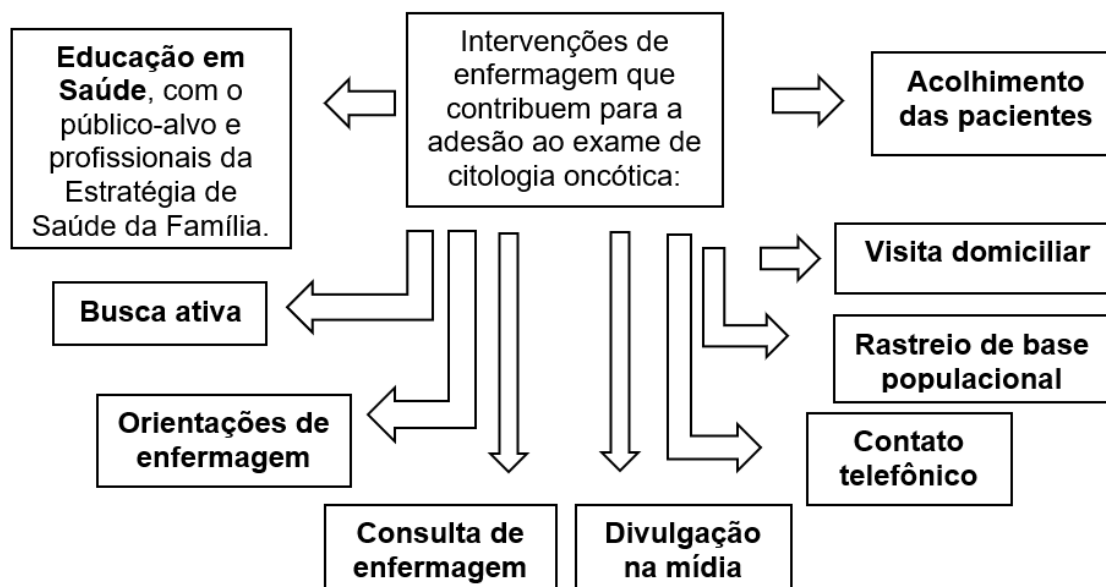 Educação em
Saúde, com o
público-alvo e
profissionais da
Estratégia de
Saúde da Família.
Intervenções de
enfermagem que
contribuem para a
adesão ao exame de
citologia oncótica:
Acolhimento
das pacientes
Visita domiciliar
Busca ativa
Rastreio de base
populacional
Orientações de
enfermagem
Contato
telefônico
Consulta de
enfermagem
Divulgação
na mídia